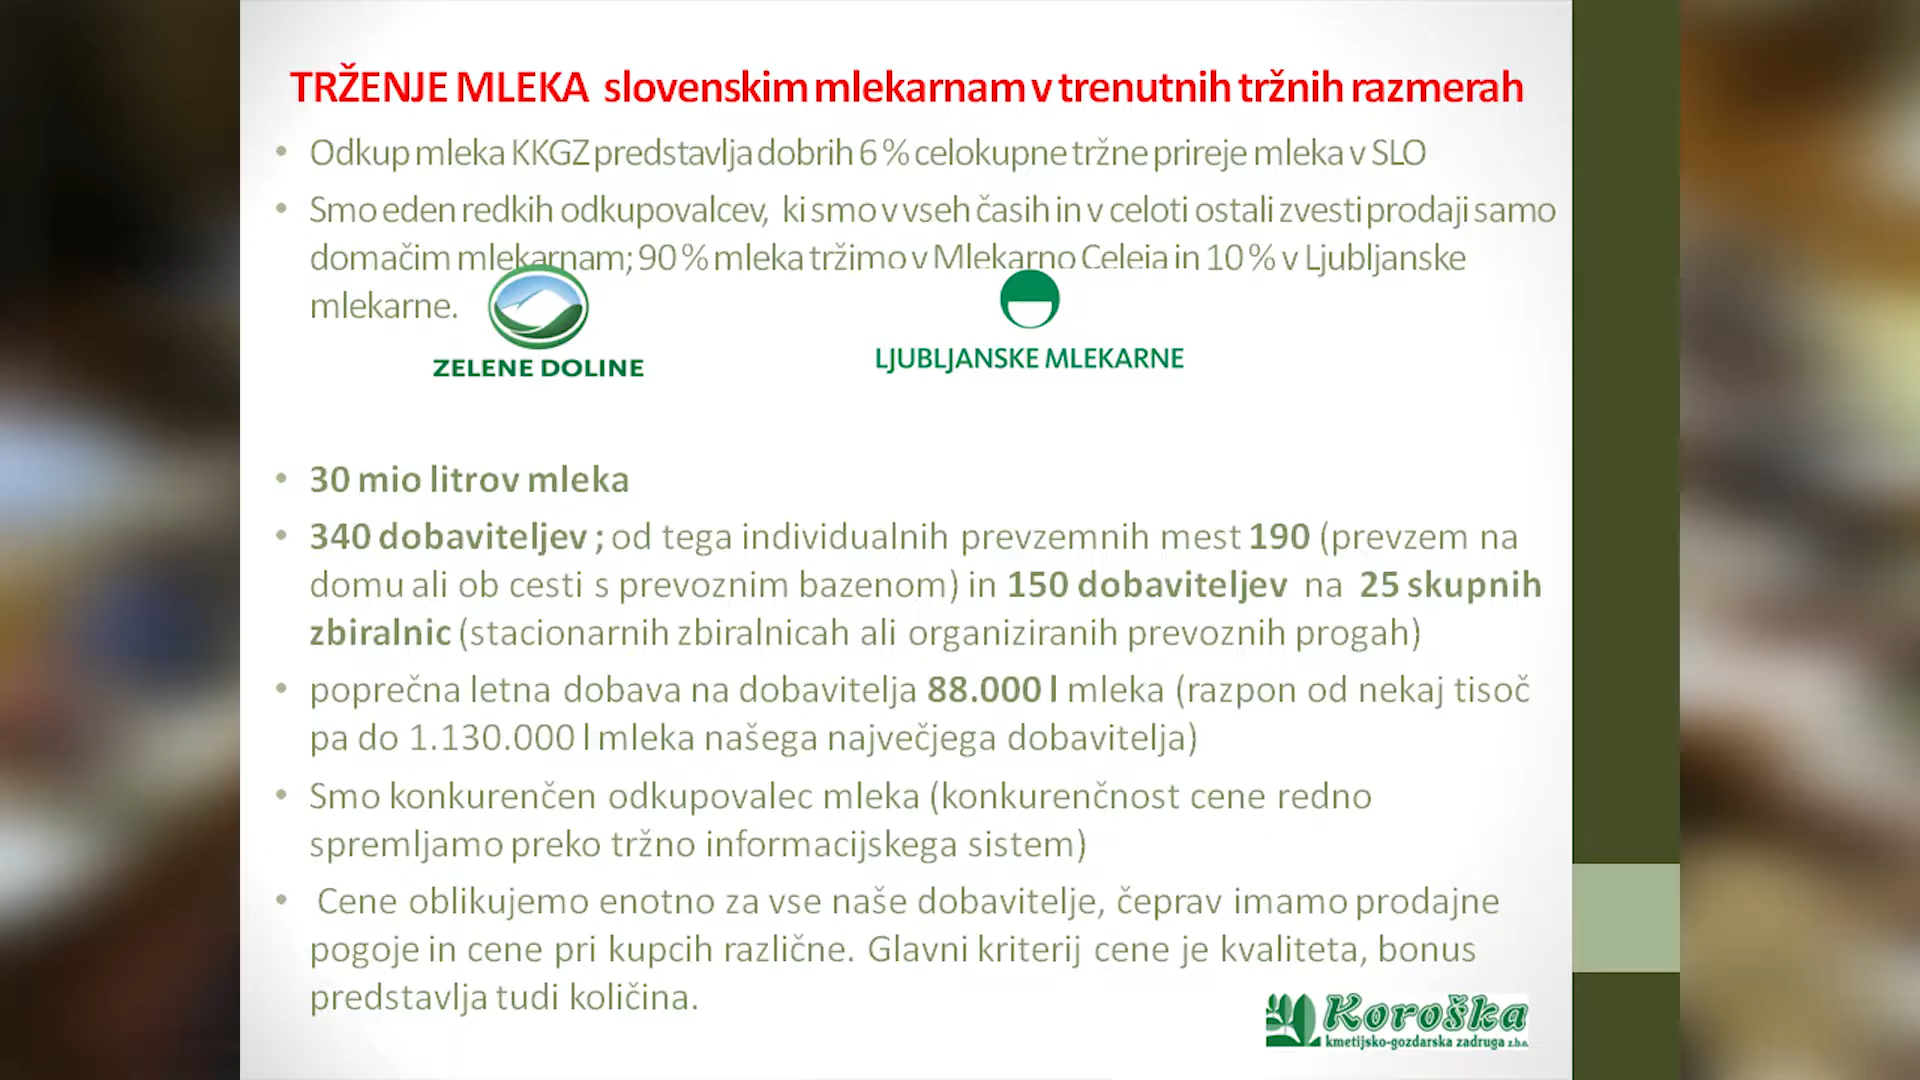 TRŽENJE MLEKA slovenskim mlekarnam v trenutnih tržnih razmerah
• Odkup mleka KKGZ predstavlja dobrih 6 % celokupne tržne prireje mleka v SLO
• Smo eden redkih odkupovalcev, ki smo v vseh časih in v celoti ostali zvesti prodaji samo
domačim mlekarnam; 90 % mleka tržimo v Mlekarno Celeia in 10 % v Ljubljanske
mlekarne.
ZELENE DOLINE
LJUBLJANSKE MLEKARNE
• 30 mio litrov mleka
• 340 dobaviteljev ; od tega individualnih prevzemnih mest 190 (prevzem na
domu ali ob cesti s prevoznim bazenom) in 150 dobaviteljev na 25 skupnih
zbiralnic (stacionarnih zbiralnicah ali organiziranih prevoznih progah)
• poprečna letna dobava na dobavitelja 88.000 l mleka (razpon od nekaj tisoč
pa do 1.130.000 l mleka našega največjega dobavitelja)
• Smo konkurenčen odkupovalec mleka (konkurenčnost cene redno
spremljamo preko tržno informacijskega sistem)
• Cene oblikujemo enotno za vse naše dobavitelje, čeprav imamo prodajne
pogoje in cene pri kupcih različne. Glavni kriterij cene je kvaliteta, bonus
predstavlja tudi količina.
Koroška
kmetijsko-gozdarska zadruga z.b.o.